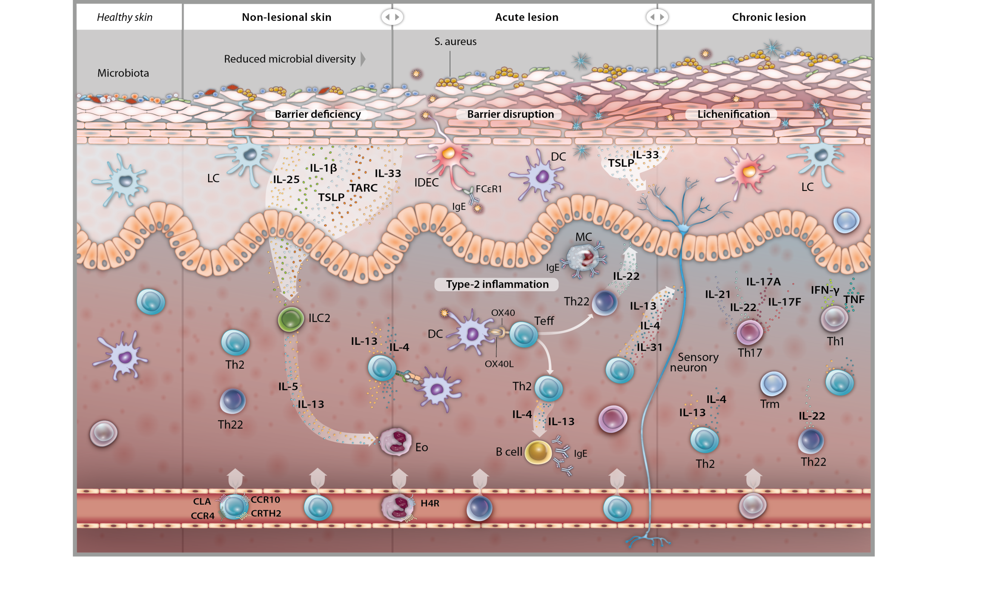 Healthy skin
Non-lesional skin
Acute lesion
Chronic lesion
Microbiota
Reduced microbial diversity
S. aureus
Barrier deficiency
Barrier disruption
Lichenification
LC
IL-25
IL-1β
IL-33
TARC
TSLP
IDEC
FCεR1
IgE
DC
IL-33
TSLP
LC
MC
IgE
Type-2 inflammation
IL-22
Th22
ILC2
Th2
Th22
IL-5
IL-13
IL-13
IL-4
Eo
DC
OX40
OX40L
Teff
Th2
IL-4
IL-13
B cell
IgE
IL-13
IL-4
IL-31
Sensory
neuron
IL-21
IL-17A
IL-22
IL-17F
Th17
IFN-γ
TNF
Th1
Trm
IL-13
IL-4
Th2
IL-22
Th22
CLA
CCR4
CCR10
CRTH2
H4R